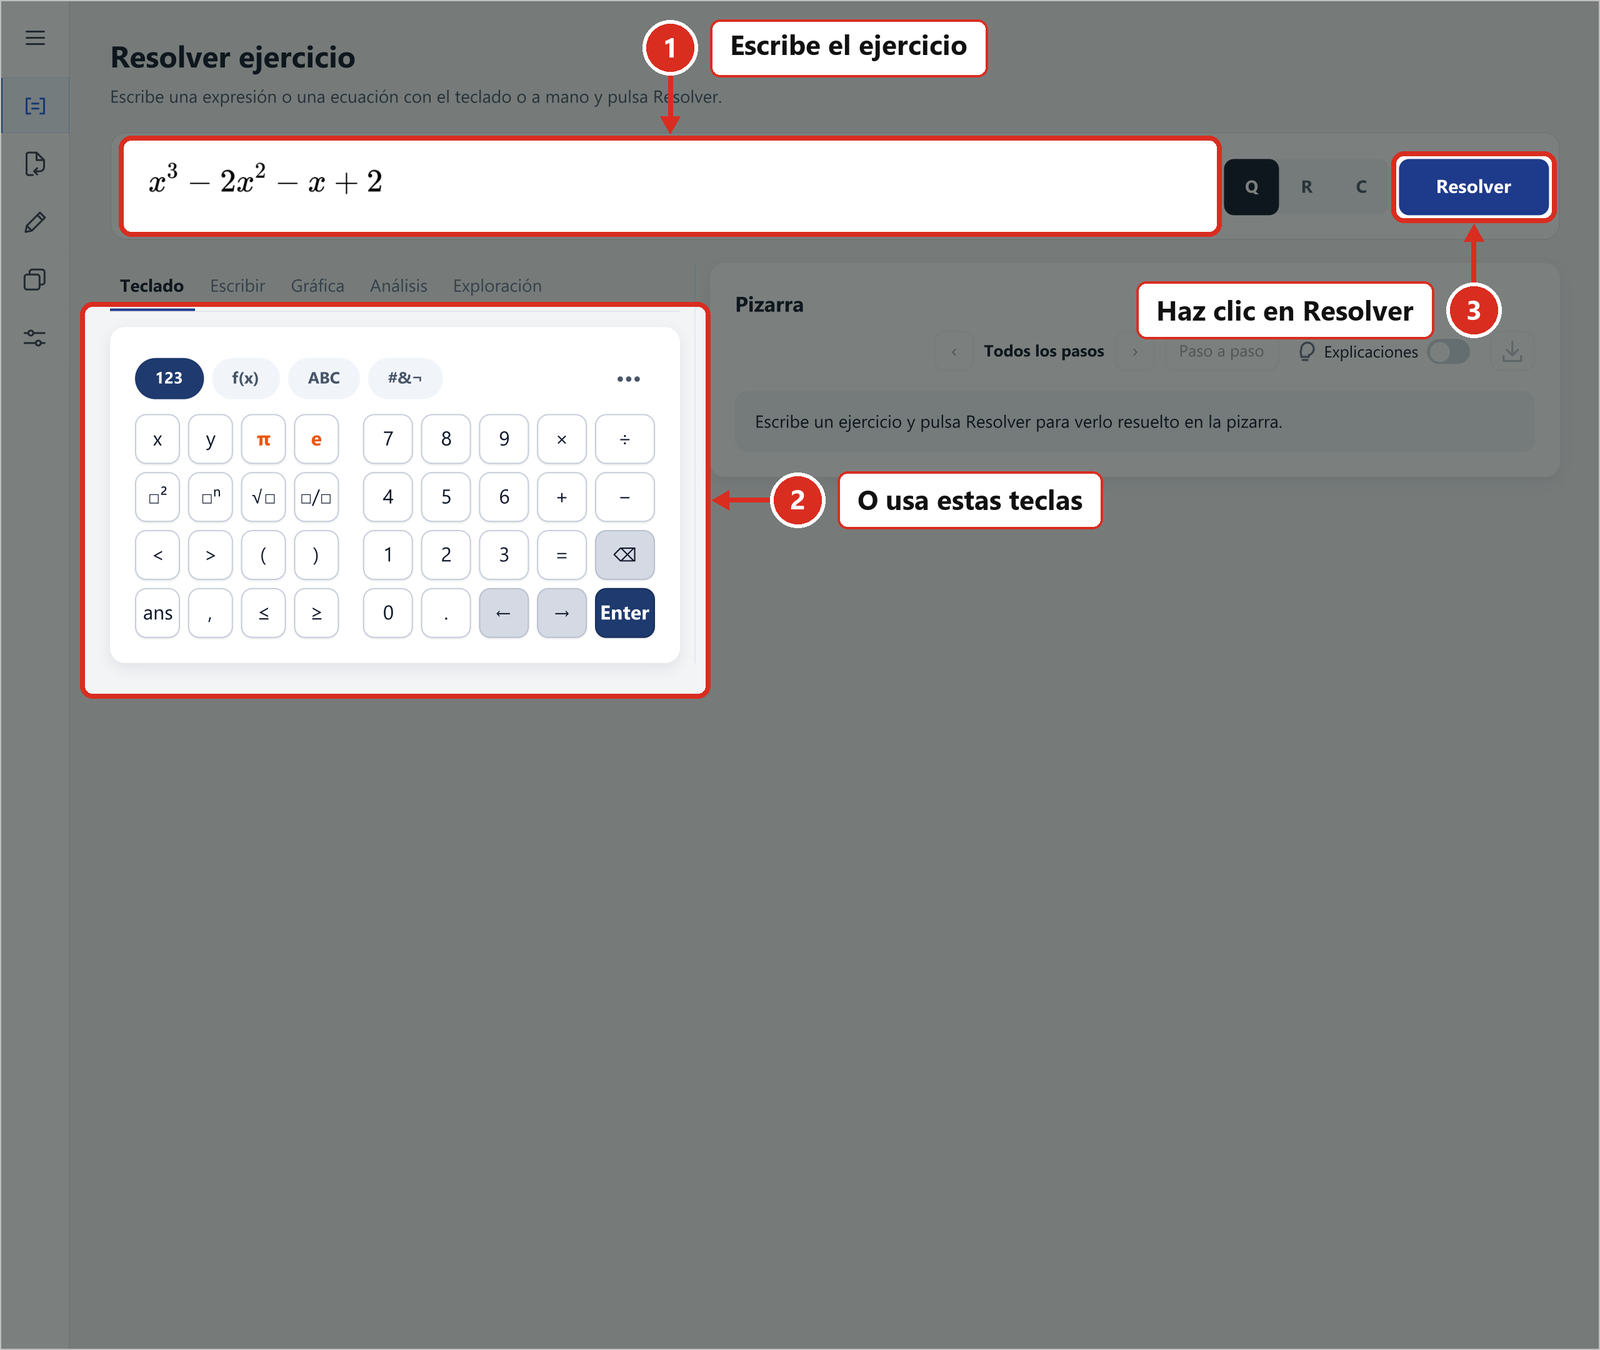 1 Escribe el ejercicio
Resolver ejercicio
Escribe una expresión o una ecuación con el teclado o a mano y pulsa Resolver.
x³ − 2x² − x + 2
Q R C Resolver
Teclado Escribir Gráfica Análisis Exploración
Pizarra
Haz clic en Resolver 3
‹ Todos los pasos › Paso a paso Explicaciones
Escribe un ejercicio y pulsa Resolver para verlo resuelto en la pizarra.
2 O usa estas teclas
123 f(x) ABC #&¬ •••
x y π e 7 8 9 × ÷
□² □ⁿ √□ □/□ 4 5 6 + −
< > ( ) 1 2 3 = ⌫
ans , ≤ ≥ 0 . ← → Enter